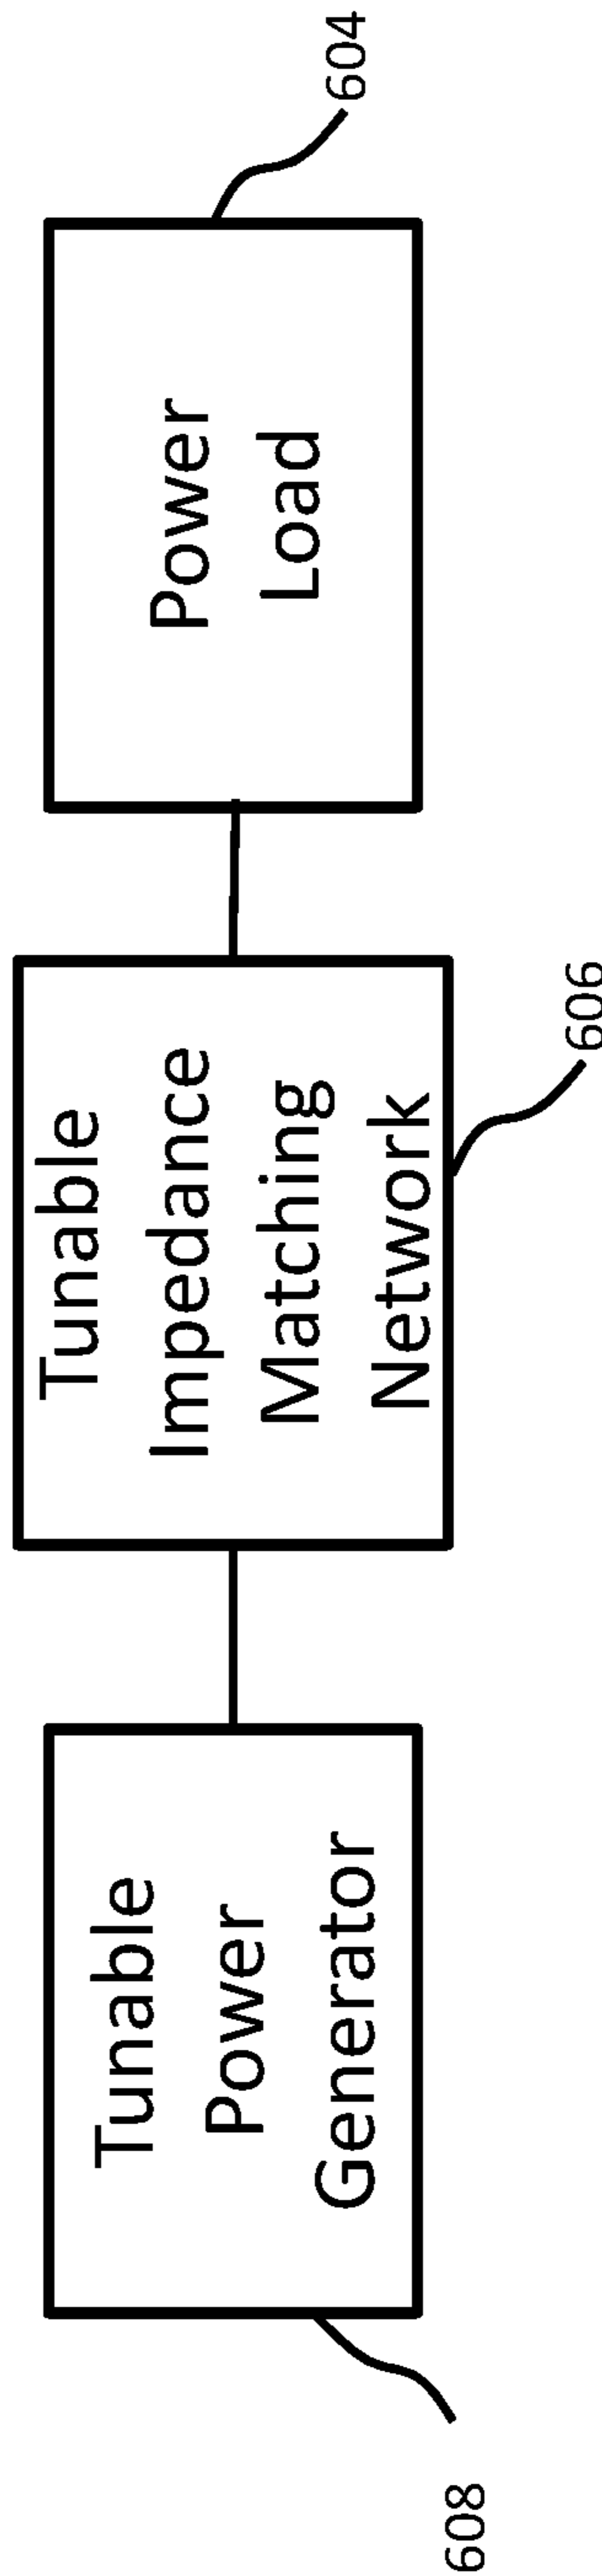 Tunable
Power
Generator
608
Tunable
Impedance
Matching
Network
606
Power
Load
604